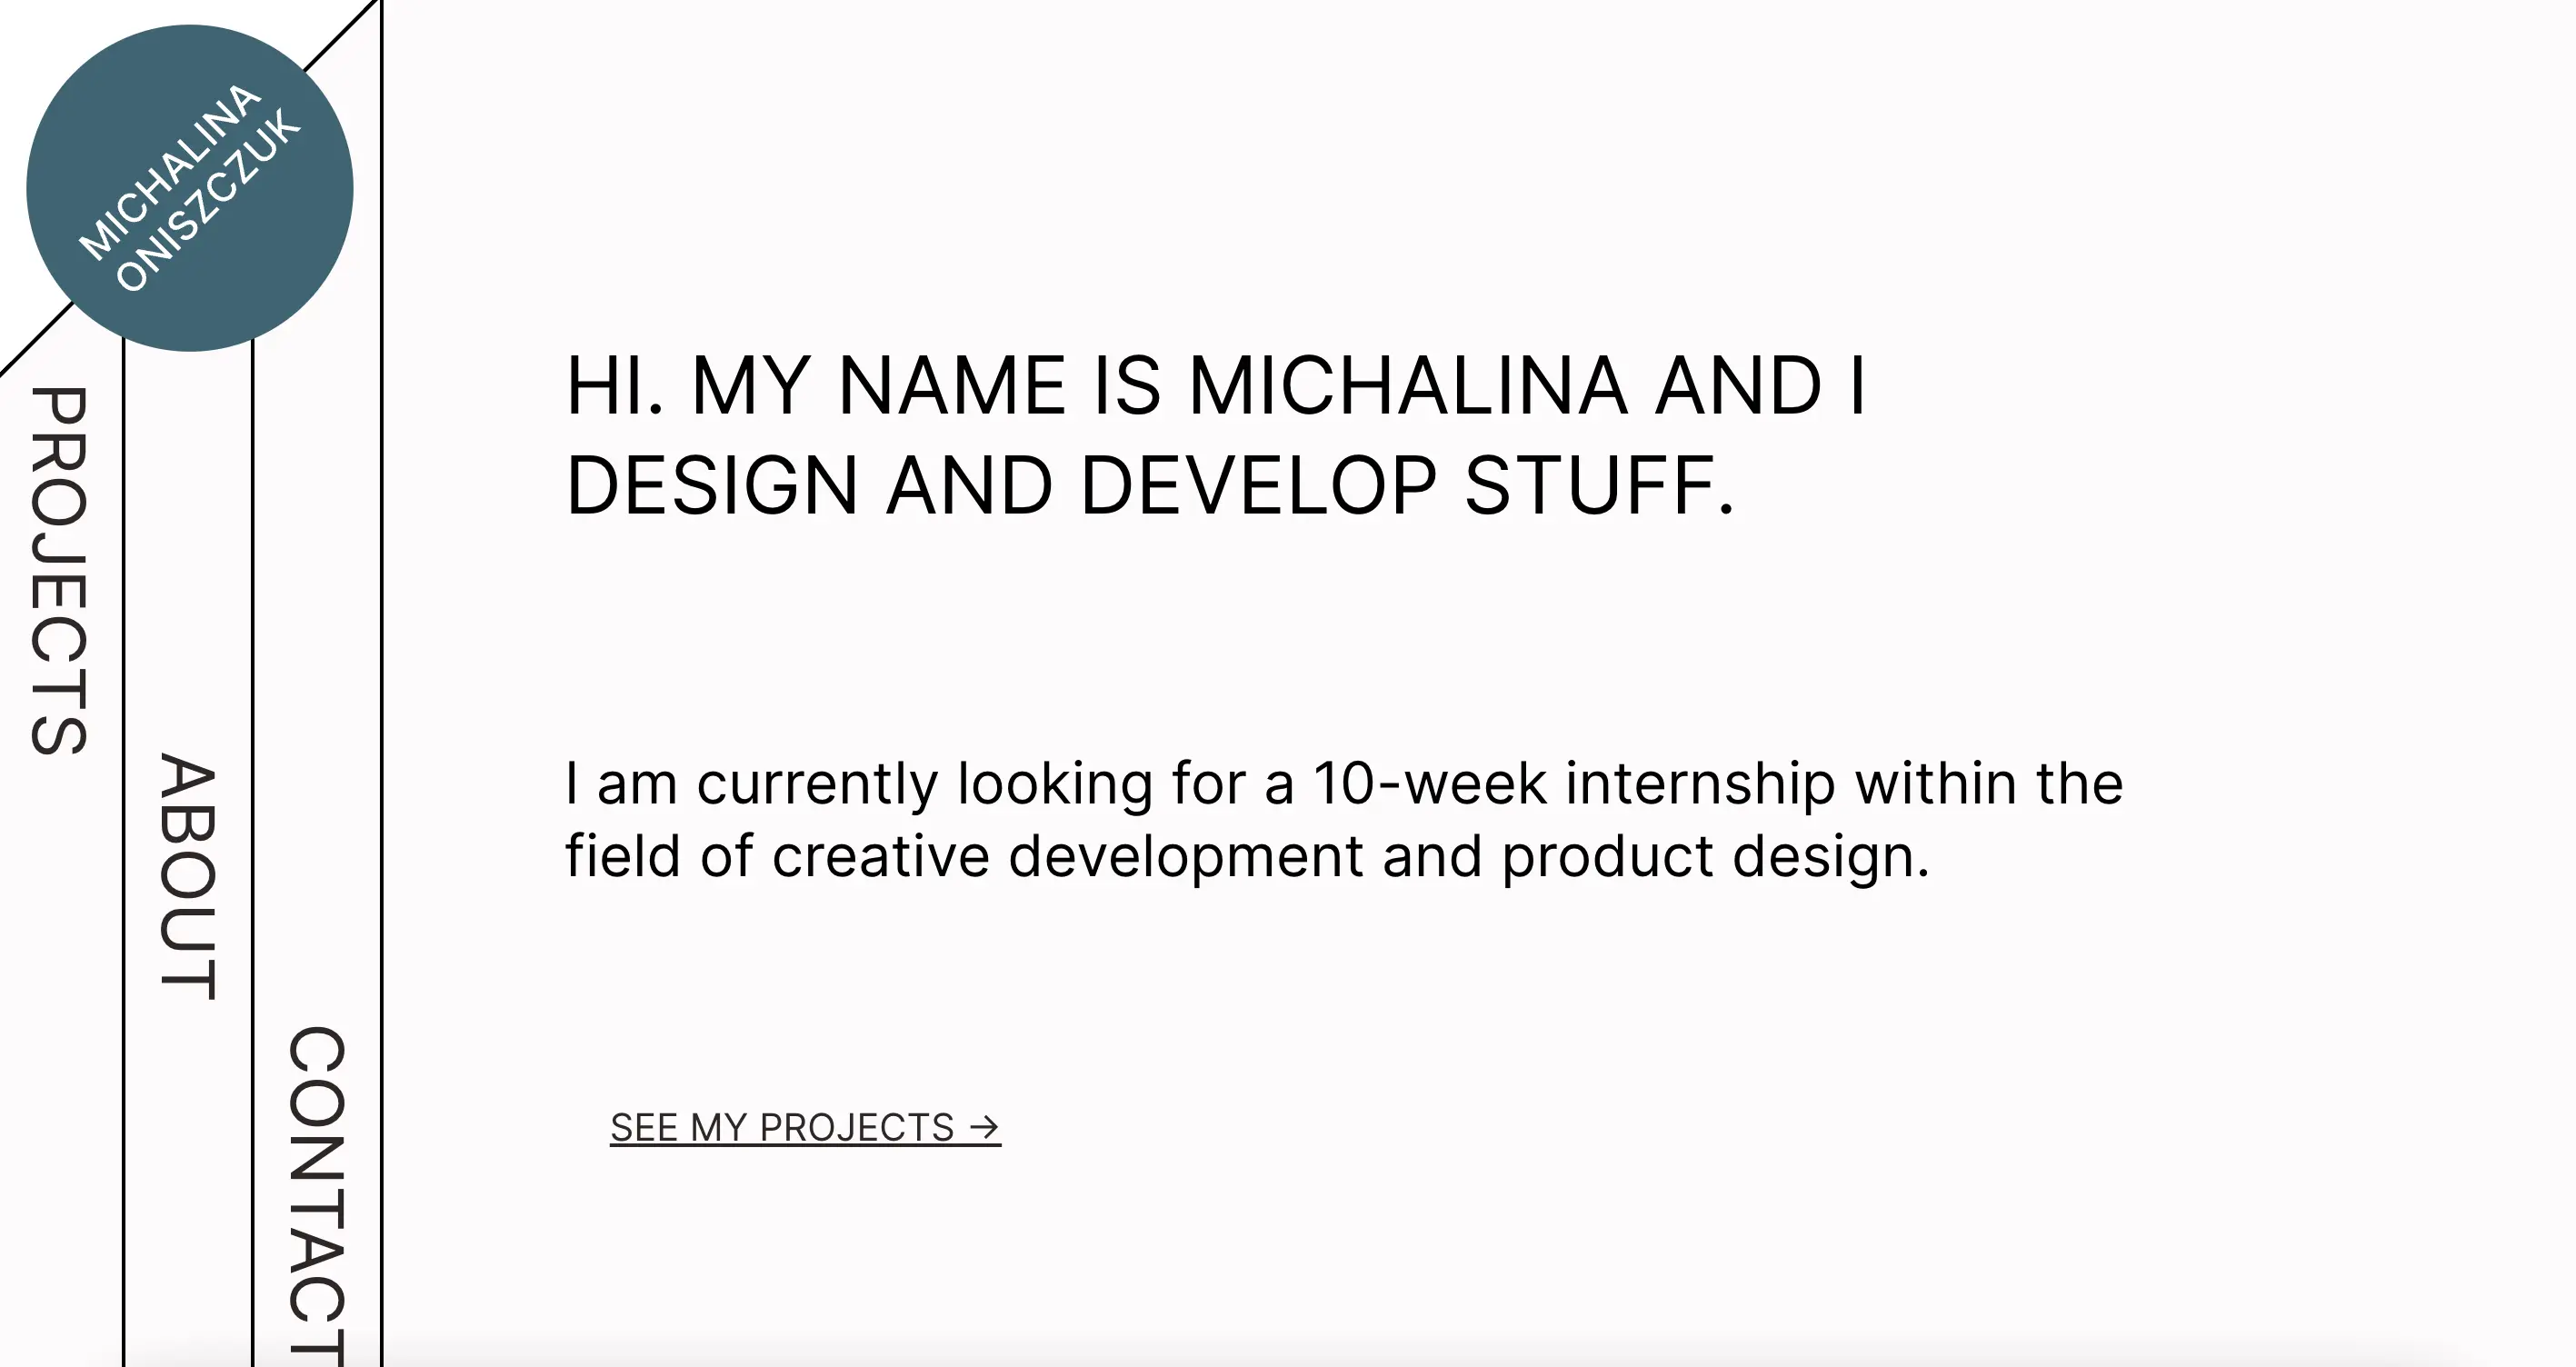 MICHALINA
ONISZCZUK
PROJECTS
ABOUT
CONTACT
HI. MY NAME IS MICHALINA AND I
DESIGN AND DEVELOP STUFF.
I am currently looking for a 10-week internship within the
field of creative development and product design.
SEE MY PROJECTS →